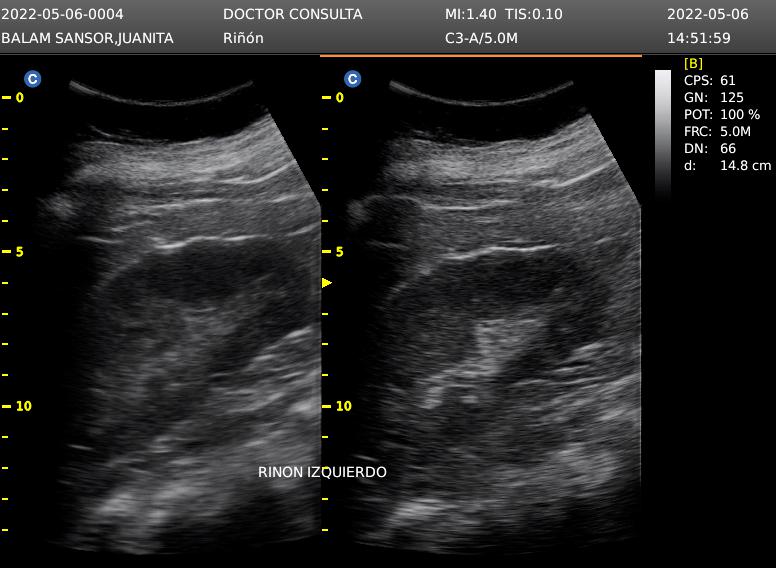 2022-05-06-0004 DOCTOR CONSULTA MI:1.40 TIS:0.10 2022-05-06
BALAM SANSOR,JUANITA Riñón C3-A/5.0M 14:51:59
[B]
CPS: 61
GN: 125
POT: 100 %
FRC: 5.0M
DN: 66
d: 14.8 cm
C C
0 0
5 5
10 10
RINON IZQUIERDO